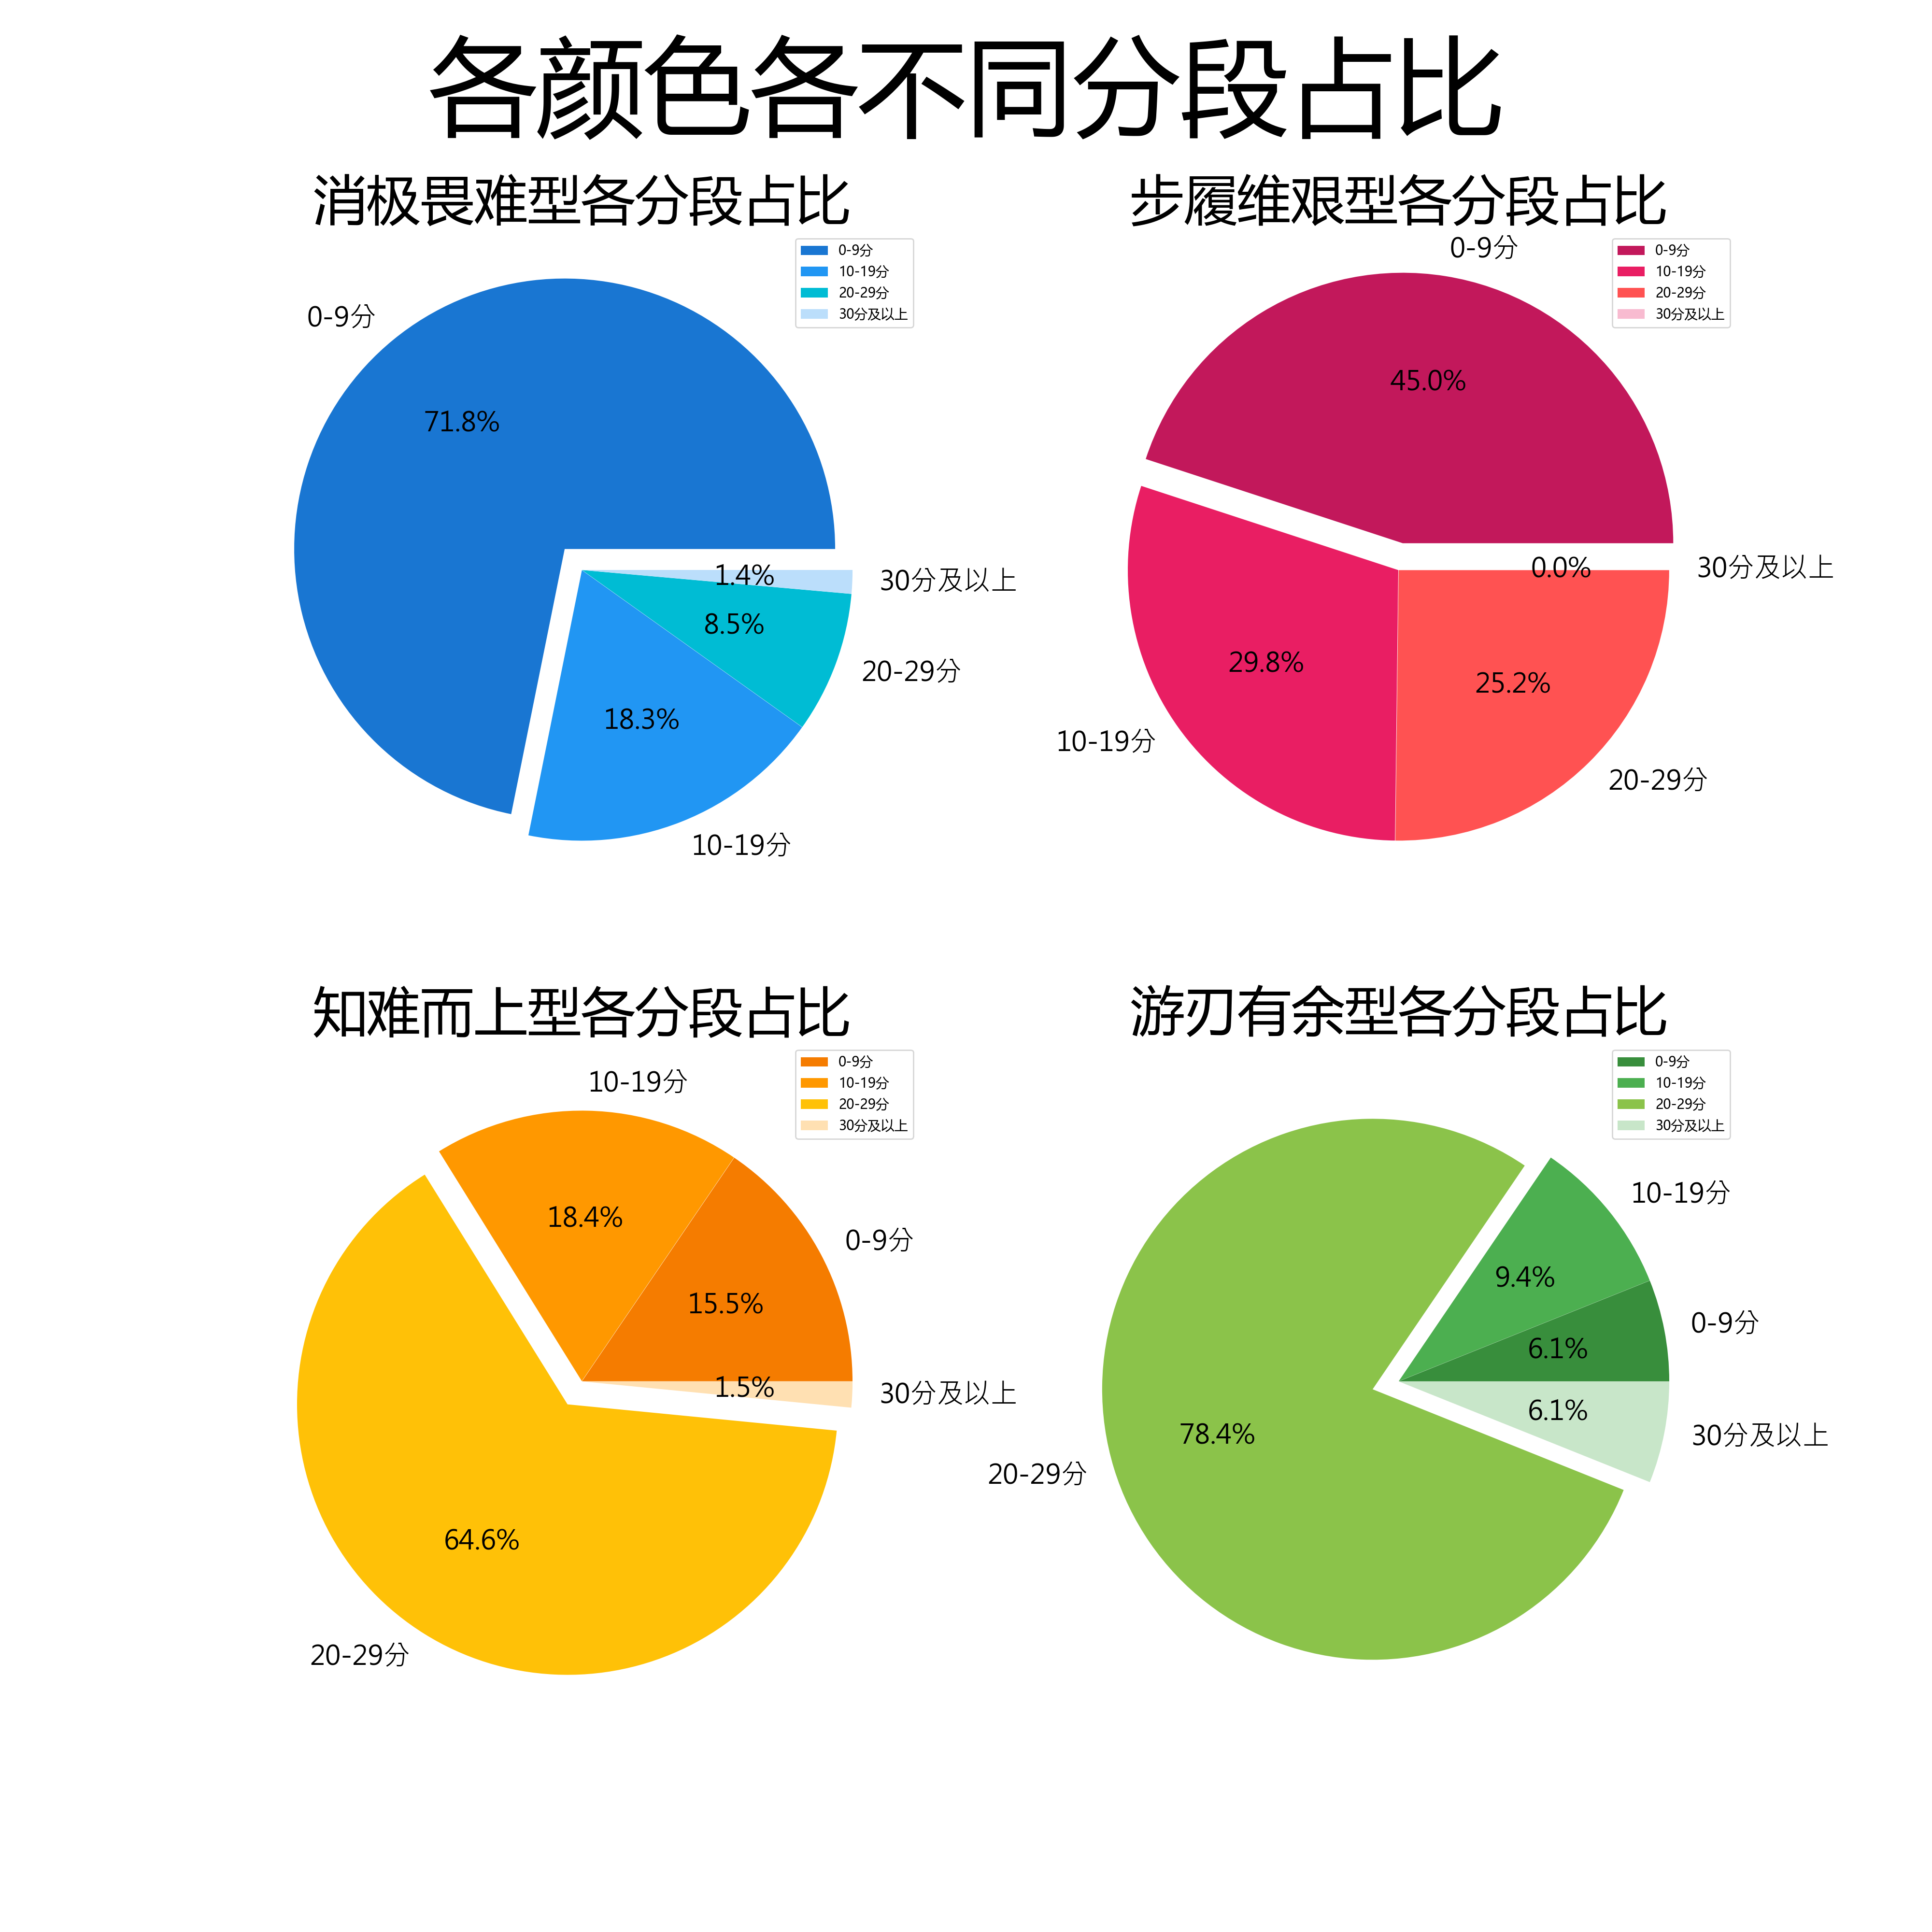 各颜色各不同分段占比
消极畏难型各分段占比
0-9分
10-19分
20-29分
30分及以上
0-9分
71.8%
1.4%
30分及以上
8.5%
20-29分
18.3%
10-19分
步履维艰型各分段占比
0-9分
0-9分
10-19分
20-29分
30分及以上
45.0%
0.0%
30分及以上
29.8%
25.2%
10-19分
20-29分
知难而上型各分段占比
0-9分
10-19分
20-29分
30分及以上
10-19分
18.4%
0-9分
15.5%
1.5%
30分及以上
64.6%
20-29分
游刃有余型各分段占比
0-9分
10-19分
20-29分
30分及以上
10-19分
9.4%
0-9分
6.1%
6.1%
30分及以上
78.4%
20-29分